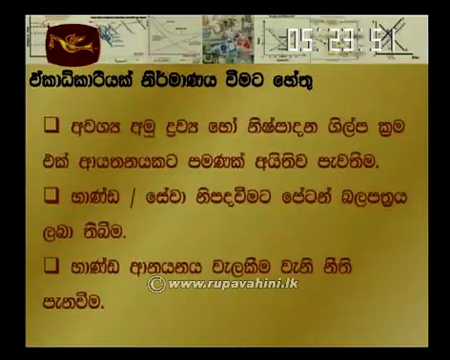 05 23 51
ඒකාධිකාරීයක් නිර්මාණය වීමට හේතු
❑ අවශ්‍ය අමු ද්‍රව්‍ය හෝ නිෂ්පාදන ශිල්ප ක්‍රම
එක් ආයතනයකට පමණක් අයිතිව පැවතිම.
❑ භාණ්ඩ / සේවා නිපදවීමට පේටන් බලපත්‍රය
ලබා තිබීම.
❑ භාණ්ඩ ආනයනය වැලකිම වැනි නීති
© www.rupavahini.lk
පැනවීම.